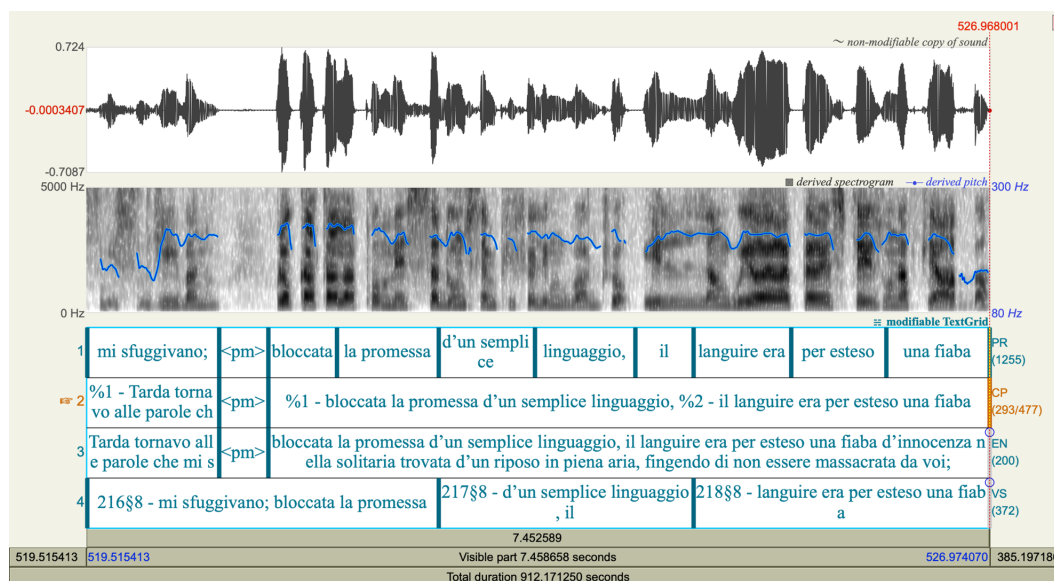 526.968001
~ non-modifiable copy of sound
0.724
-0.0003407
-0.7087
5000 Hz
derived spectrogram
derived pitch
300 Hz
0 Hz
80 Hz
modifiable TextGrid
1
mi sfuggivano;
<pm>
bloccata
la promessa
d'un sempli
ce
linguaggio,
il
languire era
per esteso
una fiaba
PR
(1255)
2
%1 - Tarda torna
vo alle parole ch
<pm>
%1 - bloccata la promessa d'un semplice linguaggio, %2 - il languire era per esteso una fiaba
CP
(293/477)
3
Tarda tornavo all
e parole che mi s
<pm>
bloccata la promessa d'un semplice linguaggio, il languire era per esteso una fiaba d'innocenza n
ella solitaria trovata d'un riposo in piena aria, fingendo di non essere massacrata da voi;
EN
(200)
4
216§8 - mi sfuggivano; bloccata la promessa
217§8 - d'un semplice linguaggio
, il
218§8 - languire era per esteso una fiab
a
VS
(372)
7.452589
519.515413
519.515413
Visible part 7.458658 seconds
526.974070
385.197180
Total duration 912.171250 seconds